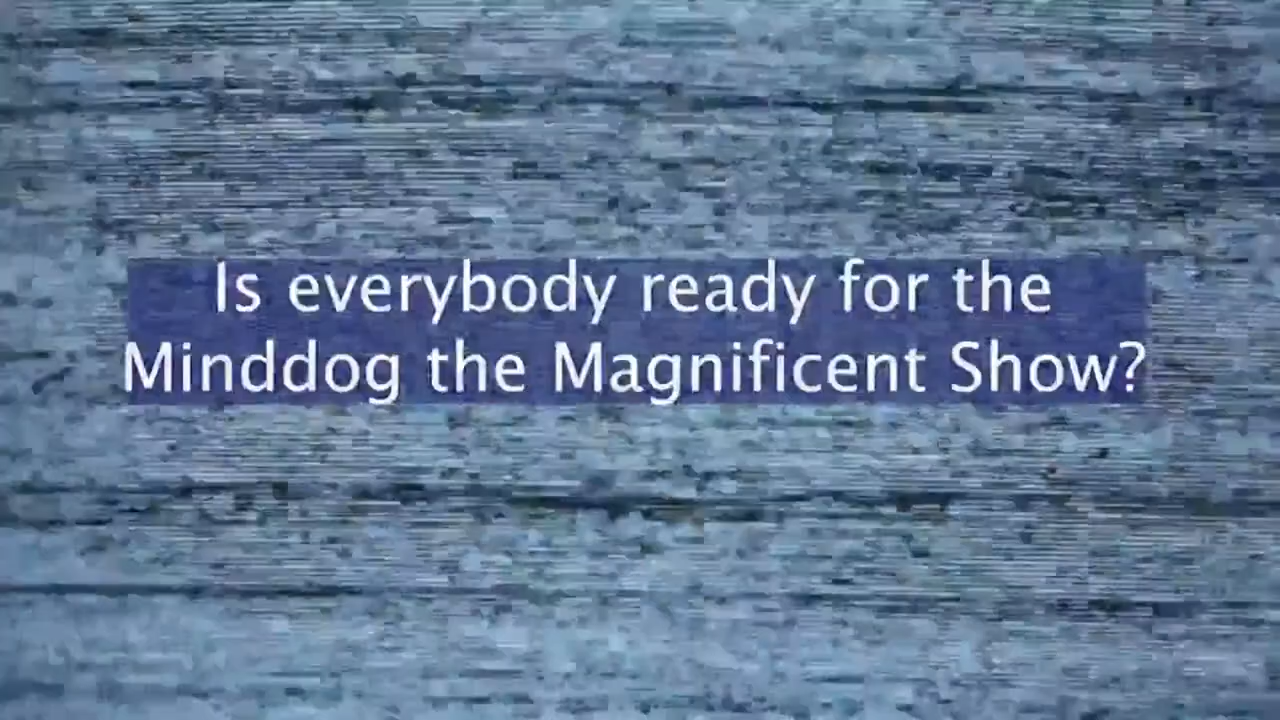 Is everybody ready for the
Minddog the Magnificent Show?